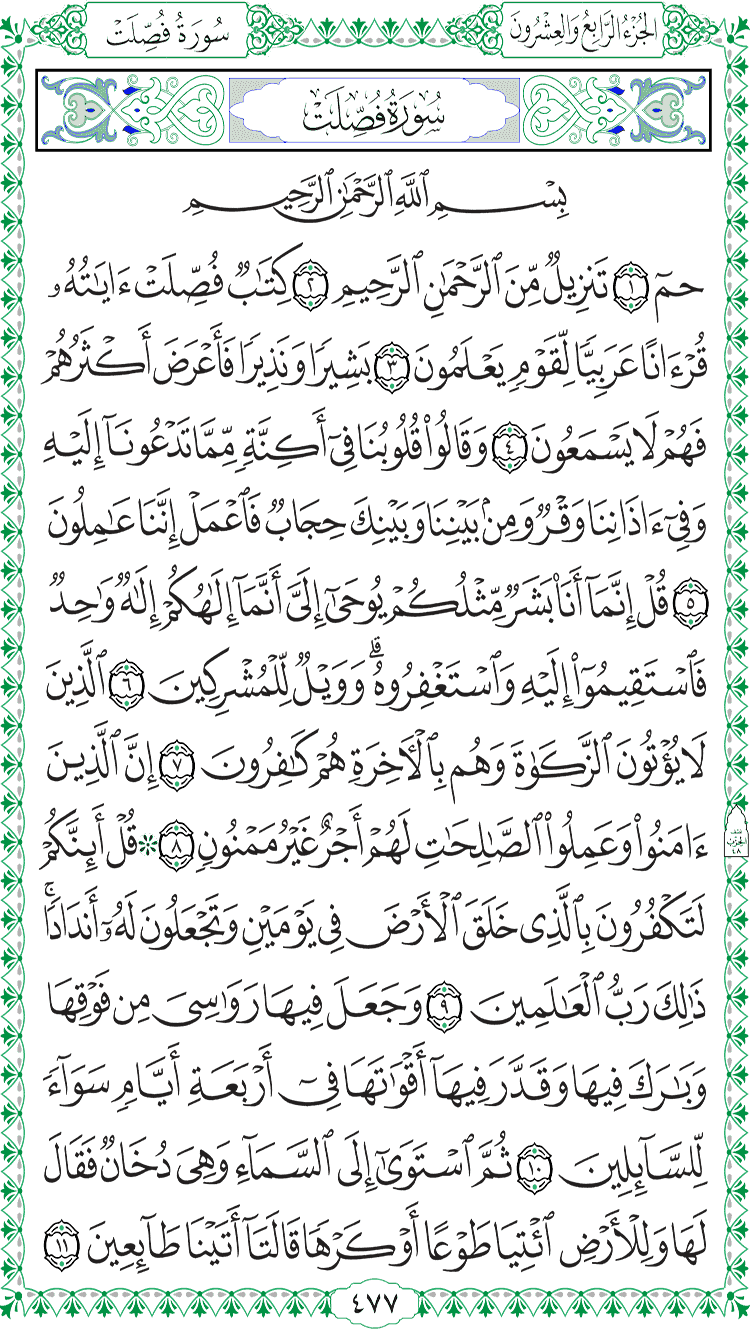 الجُزْءُ الرَّابِعُ وَالعِشْرُونَ
سُورَةُ فُصِّلَتْ
سُورَةُ فُصِّلَتْ
بِسْمِ ٱللَّهِ ٱلرَّحْمَٰنِ ٱلرَّحِيمِ
حمٓ ١ تَنزِيلٌ مِّنَ ٱلرَّحْمَٰنِ ٱلرَّحِيمِ ٢ كِتَٰبٌ فُصِّلَتْ ءَايَٰتُهُۥ
قُرْءَانًا عَرَبِيًّا لِّقَوْمٍ يَعْلَمُونَ ٣ بَشِيرًا وَنَذِيرًا فَأَعْرَضَ أَكْثَرُهُمْ
فَهُمْ لَا يَسْمَعُونَ ٤ وَقَالُوا۟ قُلُوبُنَا فِىٓ أَكِنَّةٍ مِّمَّا تَدْعُونَآ إِلَيْهِ
وَفِىٓ ءَاذَانِنَا وَقْرٌ وَمِنۢ بَيْنِنَا وَبَيْنِكَ حِجَابٌ فَٱعْمَلْ إِنَّنَا عَٰمِلُونَ
٥ قُلْ إِنَّمَآ أَنَا۠ بَشَرٌ مِّثْلُكُمْ يُوحَىٰٓ إِلَىَّ أَنَّمَآ إِلَٰهُكُمْ إِلَٰهٌ وَٰحِدٌ
فَٱسْتَقِيمُوٓا۟ إِلَيْهِ وَٱسْتَغْفِرُوهُ ۗ وَوَيْلٌ لِّلْمُشْرِكِينَ ٦ ٱلَّذِينَ
لَا يُؤْتُونَ ٱلزَّكَوٰةَ وَهُم بِٱلْءَاخِرَةِ هُمْ كَٰفِرُونَ ٧ إِنَّ ٱلَّذِينَ
ءَامَنُوا۟ وَعَمِلُوا۟ ٱلصَّٰلِحَٰتِ لَهُمْ أَجْرٌ غَيْرُ مَمْنُونٍ ٨ ۞ قُلْ أَئِنَّكُمْ
لَتَكْفُرُونَ بِٱلَّذِى خَلَقَ ٱلْأَرْضَ فِى يَوْمَيْنِ وَتَجْعَلُونَ لَهُۥٓ أَندَادًا ۚ
ذَٰلِكَ رَبُّ ٱلْعَٰلَمِينَ ٩ وَجَعَلَ فِيهَا رَوَٰسِىَ مِن فَوْقِهَا
وَبَٰرَكَ فِيهَا وَقَدَّرَ فِيهَآ أَقْوَٰتَهَا فِىٓ أَرْبَعَةِ أَيَّامٍ سَوَآءً
لِّلسَّآئِلِينَ ١٠ ثُمَّ ٱسْتَوَىٰٓ إِلَى ٱلسَّمَآءِ وَهِىَ دُخَانٌ فَقَالَ
لَهَا وَلِلْأَرْضِ ٱئْتِيَا طَوْعًا أَوْ كَرْهًا قَالَتَآ أَتَيْنَا طَآئِعِينَ ١١
نصف
الحزب
٤٨
٤٧٧